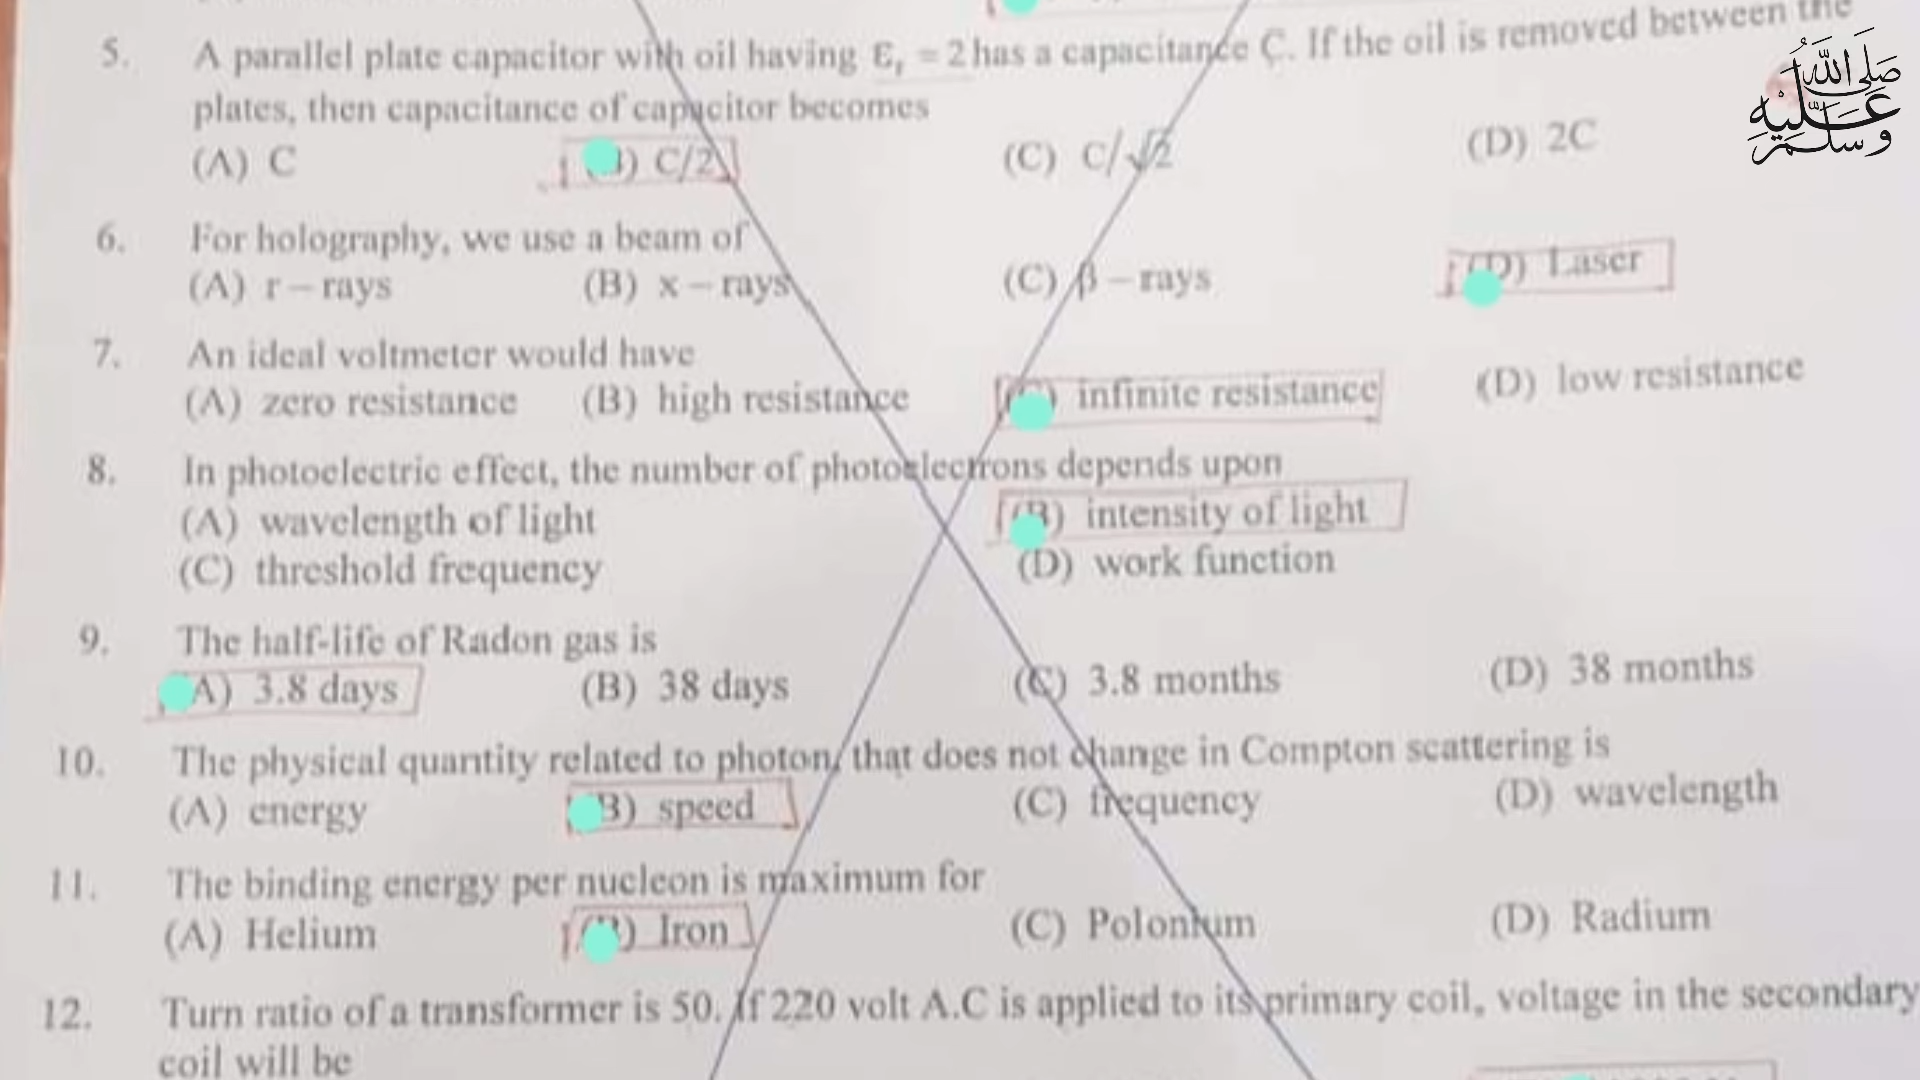 5. A parallel plate capacitor with oil having εr = 2 has a capacitance C. If the oil is removed between the
plates, then capacitance of capacitor becomes
(A) C (B) C/2 (C) C/√2 (D) 2C
صلى الله عليه وسلم
6. For holography, we use a beam of
(A) r – rays (B) x – rays (C) β – rays (D) Laser
7. An ideal voltmeter would have
(A) zero resistance (B) high resistance (C) infinite resistance (D) low resistance
8. In photoelectric effect, the number of photoelectrons depends upon
(A) wavelength of light (B) intensity of light
(C) threshold frequency (D) work function
9. The half-life of Radon gas is
(A) 3.8 days (B) 38 days (C) 3.8 months (D) 38 months
10. The physical quantity related to photon, that does not change in Compton scattering is
(A) energy (B) speed (C) frequency (D) wavelength
11. The binding energy per nucleon is maximum for
(A) Helium (B) Iron (C) Polonium (D) Radium
12. Turn ratio of a transformer is 50. If 220 volt A.C is applied to its primary coil, voltage in the secondary
coil will be